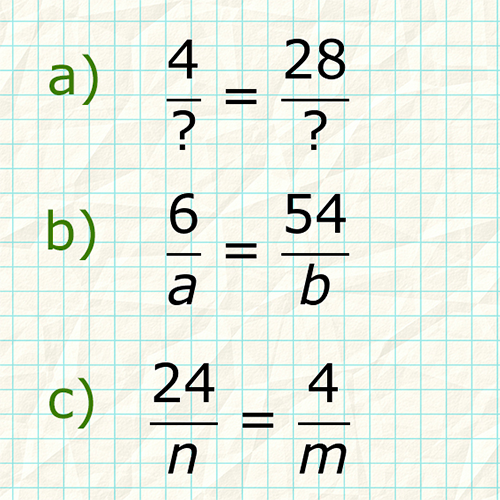 a) 4/? = 28/?
b) 6/a = 54/b
c) 24/n = 4/m